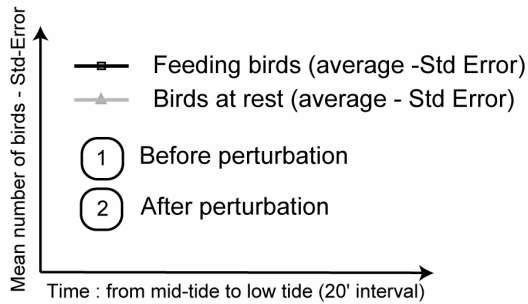 Mean number of birds - Std-Error
Feeding birds (average -Std Error)
Birds at rest (average - Std Error)
1 Before perturbation
2 After perturbation
Time : from mid-tide to low tide (20' interval)